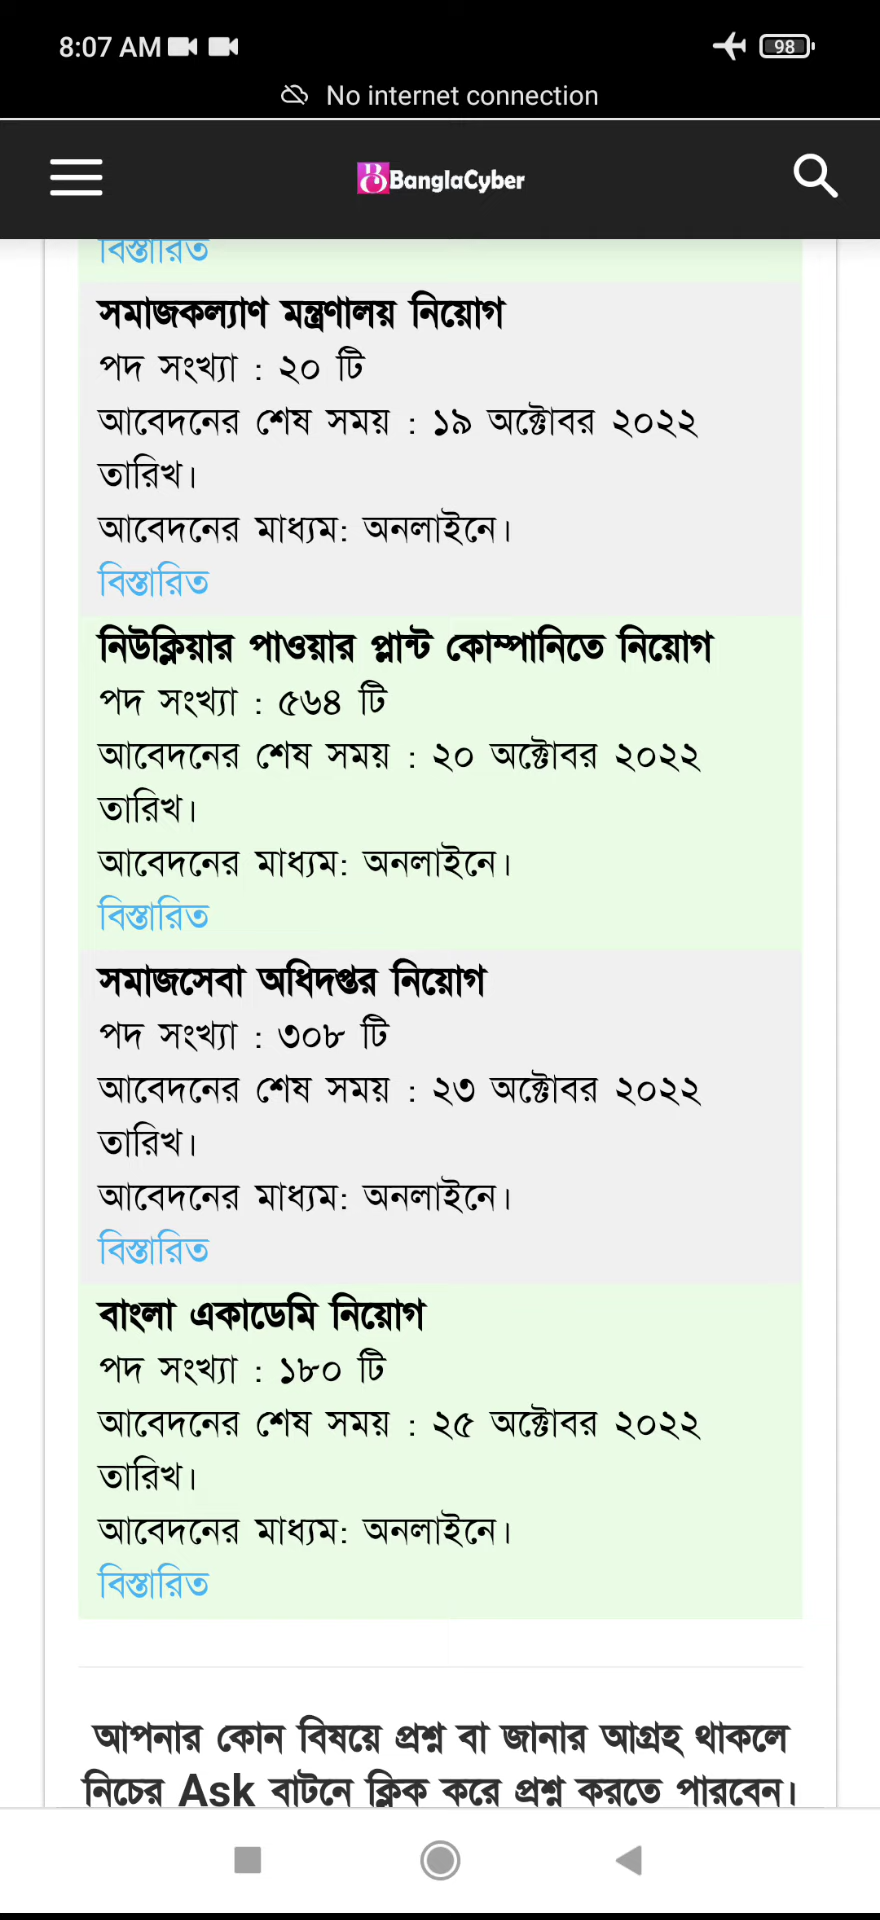 8:07 AM
98
No internet connection
BanglaCyber
বিস্তারিত
সমাজকল্যাণ মন্ত্রণালয় নিয়োগ
পদ সংখ্যা : ২০ টি
আবেদনের শেষ সময় : ১৯ অক্টোবর ২০২২
তারিখ।
আবেদনের মাধ্যম: অনলাইনে।
বিস্তারিত
নিউক্লিয়ার পাওয়ার প্লান্ট কোম্পানিতে নিয়োগ
পদ সংখ্যা : ৫৬৪ টি
আবেদনের শেষ সময় : ২০ অক্টোবর ২০২২
তারিখ।
আবেদনের মাধ্যম: অনলাইনে।
বিস্তারিত
সমাজসেবা অধিদপ্তর নিয়োগ
পদ সংখ্যা : ৩০৮ টি
আবেদনের শেষ সময় : ২৩ অক্টোবর ২০২২
তারিখ।
আবেদনের মাধ্যম: অনলাইনে।
বিস্তারিত
বাংলা একাডেমি নিয়োগ
পদ সংখ্যা : ১৮০ টি
আবেদনের শেষ সময় : ২৫ অক্টোবর ২০২২
তারিখ।
আবেদনের মাধ্যম: অনলাইনে।
বিস্তারিত
আপনার কোন বিষয়ে প্রশ্ন বা জানার আগ্রহ থাকলে
নিচের Ask বাটনে ক্লিক করে প্রশ্ন করতে পারবেন।